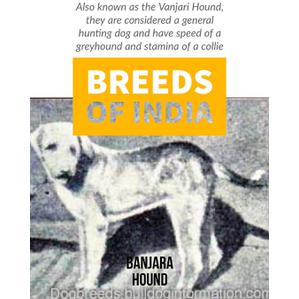 Also known as the Vanjari Hound,
they are considered a general
hunting dog and have speed of a
greyhound and stamina of a collie
BREEDS
OF INDIA
BANJARA
HOUND
Dogbreeds.bulldoginformation.com